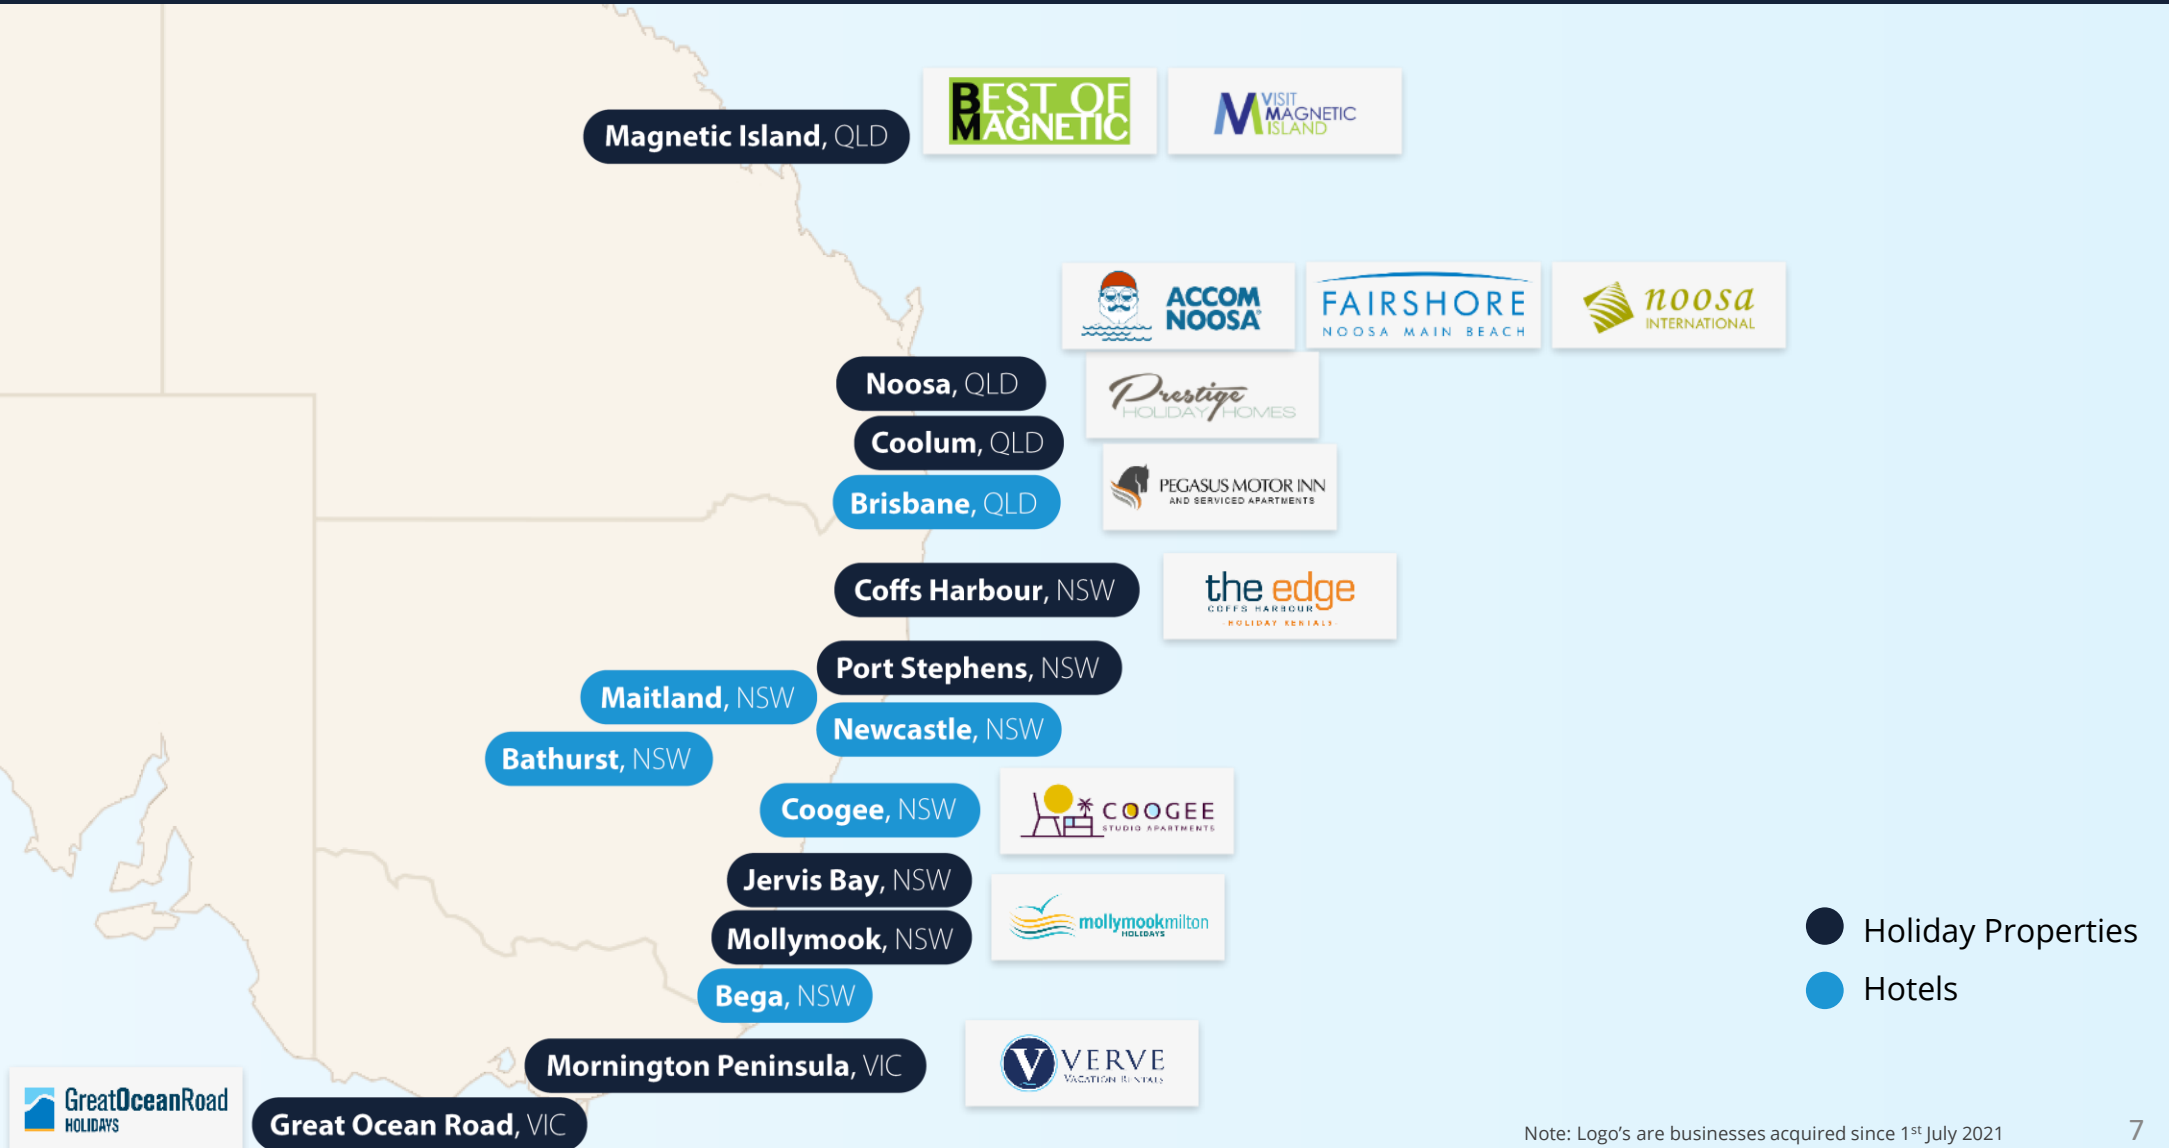 Magnetic Island, QLD
BEST OF
MAGNETIC
VISIT
MAGNETIC
ISLAND
ACCOM
NOOSA
FAIRSHORE
NOOSA MAIN BEACH
noosa
INTERNATIONAL
Noosa, QLD
Prestige
HOLIDAY HOMES
Coolum, QLD
Brisbane, QLD
PEGASUS MOTOR INN
AND SERVICED APARTMENTS
Coffs Harbour, NSW
the edge
COFFS HARBOUR
HOLIDAY RENTALS
Port Stephens, NSW
Maitland, NSW
Newcastle, NSW
Bathurst, NSW
Coogee, NSW
COOGEE
STUDIO APARTMENTS
Jervis Bay, NSW
Mollymook, NSW
mollymookmilton
HOLIDAYS
Bega, NSW
Mornington Peninsula, VIC
V VERVE
VACATION RENTALS
GreatOceanRoad
HOLIDAYS
Great Ocean Road, VIC
Holiday Properties
Hotels
Note: Logo's are businesses acquired since 1st July 2021
7